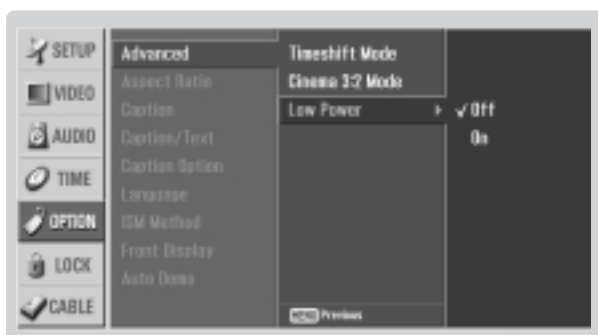 SETUP
VIDEO
AUDIO
TIME
OPTION
LOCK
CABLE
Advanced
Aspect Ratio
Caption
Caption/Text
Caption Option
Language
ISM Method
Front Display
Auto Demo
Timeshift Mode
Cinema 3:2 Mode
Low Power
✓ Off
On
MENU Previous